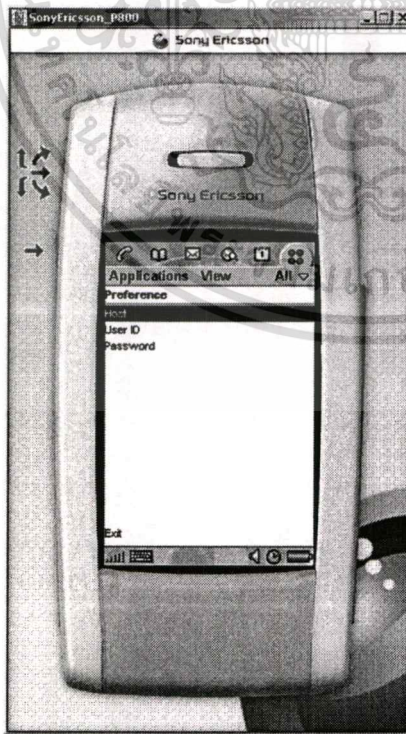 SonyEricsson_P800
Sony Ericsson
Sony Ericsson
Applications View All
Preference
Host
User ID
Password
Exit